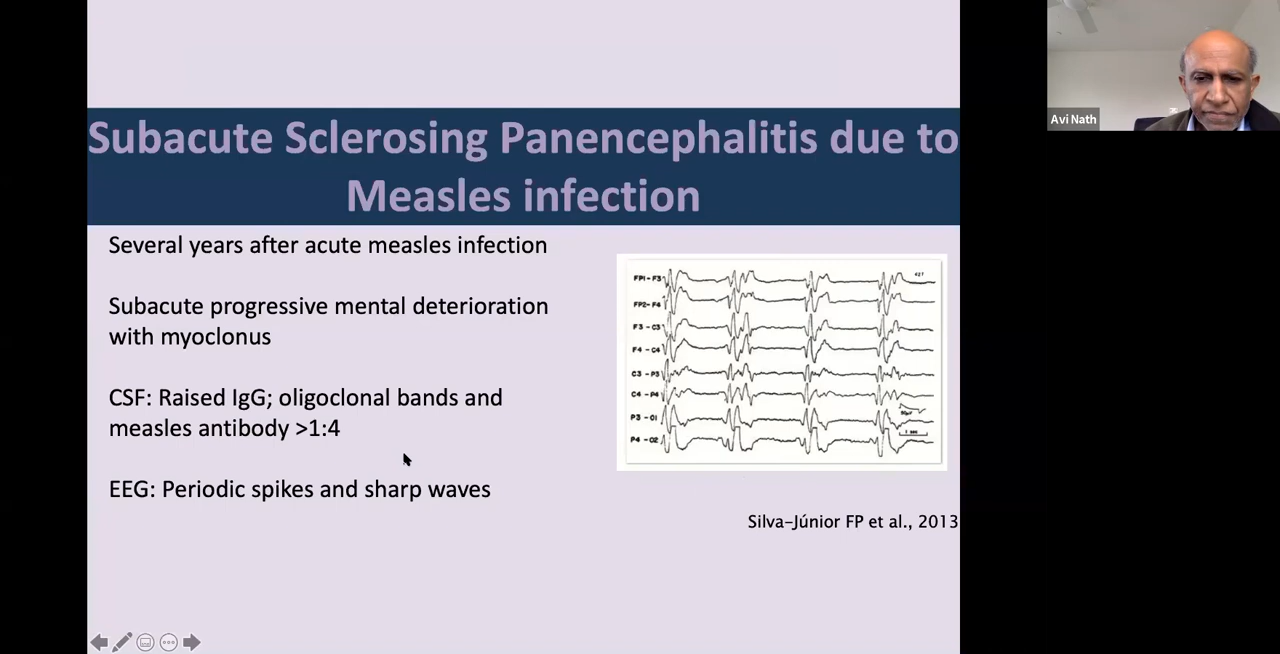 Subacute Sclerosing Panencephalitis due to
Measles infection
Several years after acute measles infection
Subacute progressive mental deterioration
with myoclonus
CSF: Raised IgG; oligoclonal bands and
measles antibody >1:4
EEG: Periodic spikes and sharp waves
FP1-F3
FP2-F4
F3-C3
F4-C4
C3-P3
C4-P4
P3-O1
P4-O2
Silva-Júnior FP et al., 2013
Avi Nath